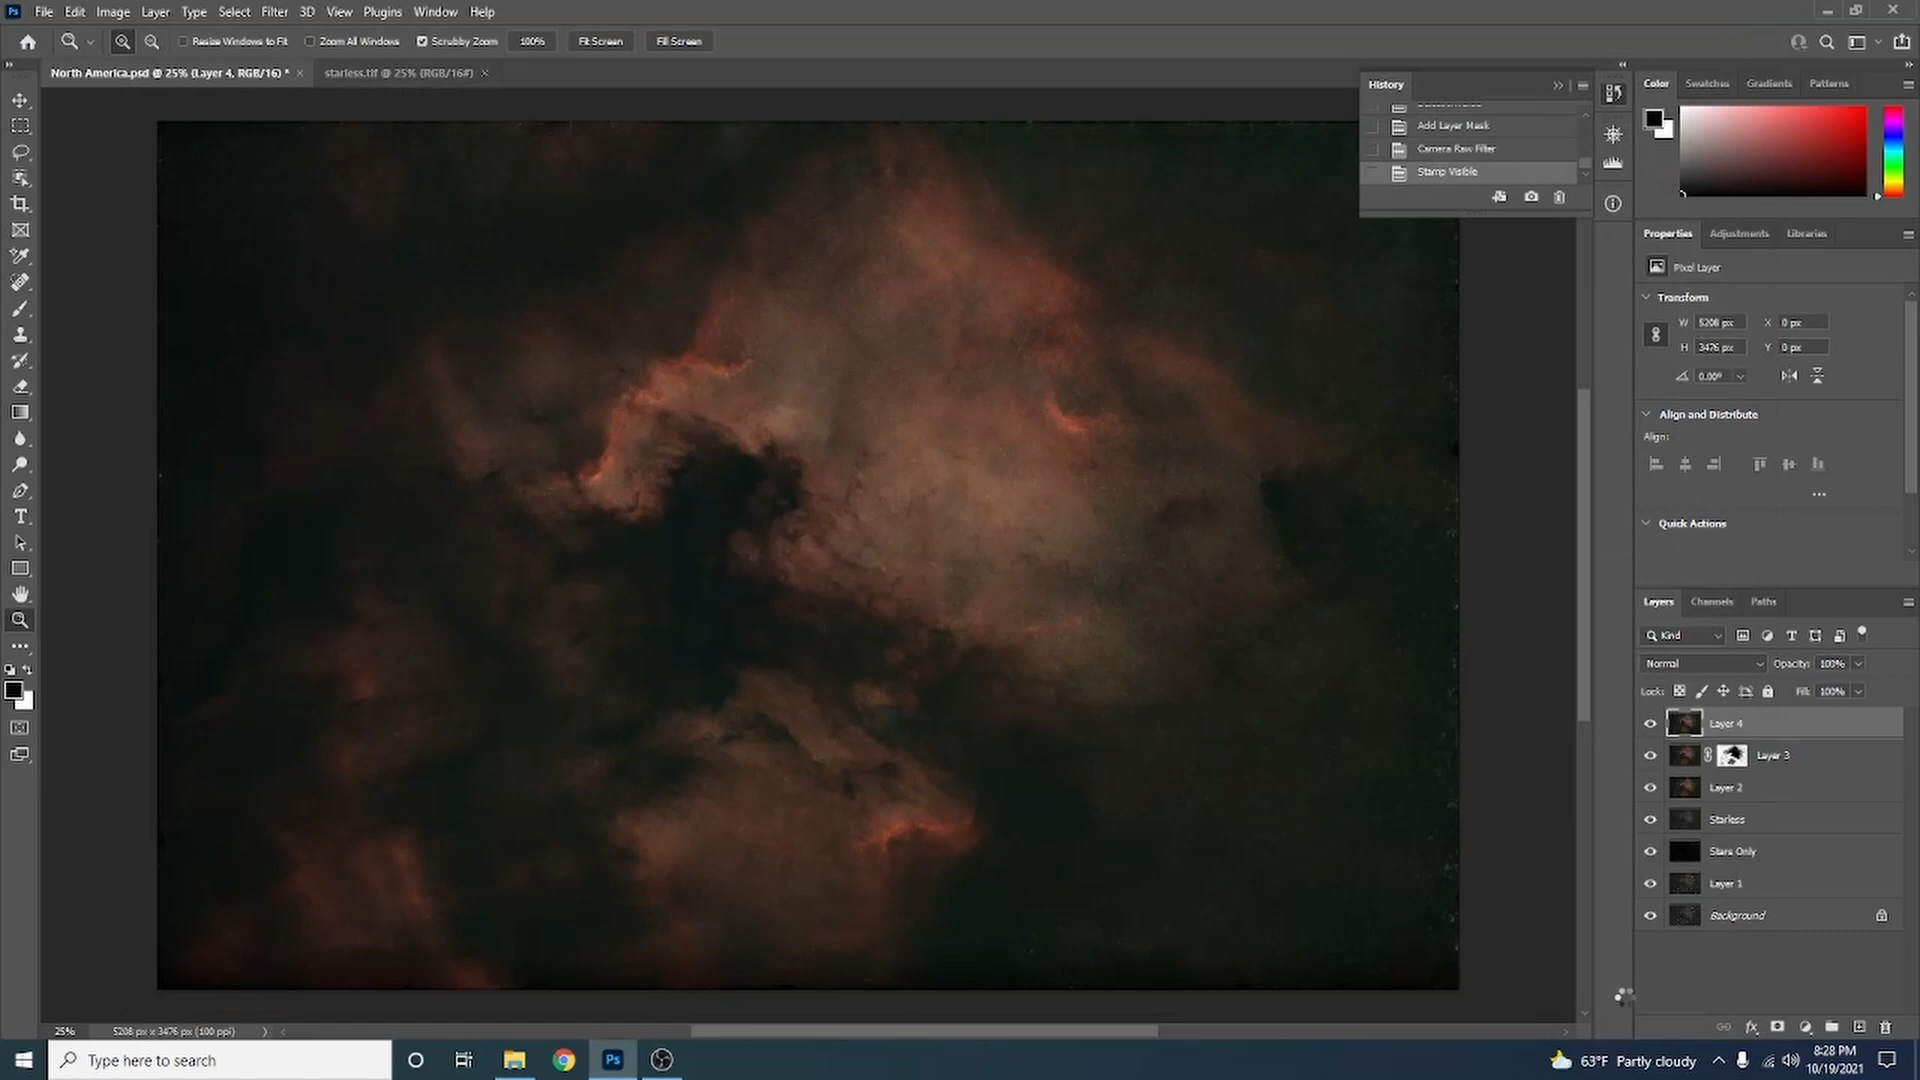 Ps File Edit Image Layer Type Select Filter 3D View Plugins Window Help
Resize Windows to Fit Zoom All Windows Scrubby Zoom 100% Fit Screen Fill Screen
North America.psd @ 25% (Layer 4, RGB/16) * × starless.tif @ 25% (RGB/16#) ×
History
Add Layer Mask
Camera Raw Filter
Stamp Visible
Color Swatches Gradients Patterns
Properties Adjustments Libraries
Pixel Layer
Transform
W 5208 px X 0 px
H 3476 px Y 0 px
0.00°
Align and Distribute
Align:
Quick Actions
Layers Channels Paths
Kind
Normal Opacity: 100%
Lock: Fill: 100%
Layer 4
Layer 3
Layer 2
Starless
Stars Only
Layer 1
Background
25% 5208 px x 3476 px (100 ppi)
Type here to search
Ps
63°F Partly cloudy
8:28 PM
10/19/2021